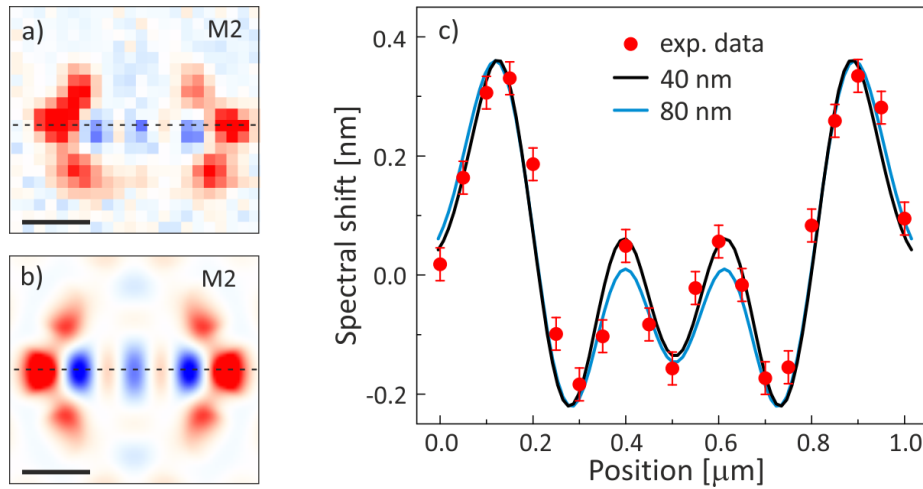 a)
M2
b)
M2
c)
exp. data
40 nm
80 nm
Spectral shift [nm]
0.4
0.2
0.0
-0.2
0.0 0.2 0.4 0.6 0.8 1.0
Position [μm]